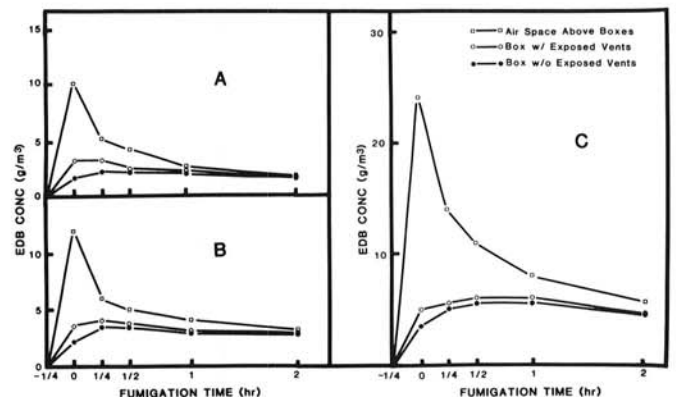 15
10
5
0
A
EDB CONC (g/m³)
10
5
0
B
EDB CONC (g/m³)
-1/4 0 1/4 1/2 1 2
FUMIGATION TIME (hr)
30
20
10
0
EDB CONC (g/m³)
Air Space Above Boxes
Box w/ Exposed Vents
Box w/o Exposed Vents
C
-1/4 0 1/4 1/2 1 2
FUMIGATION TIME (hr)